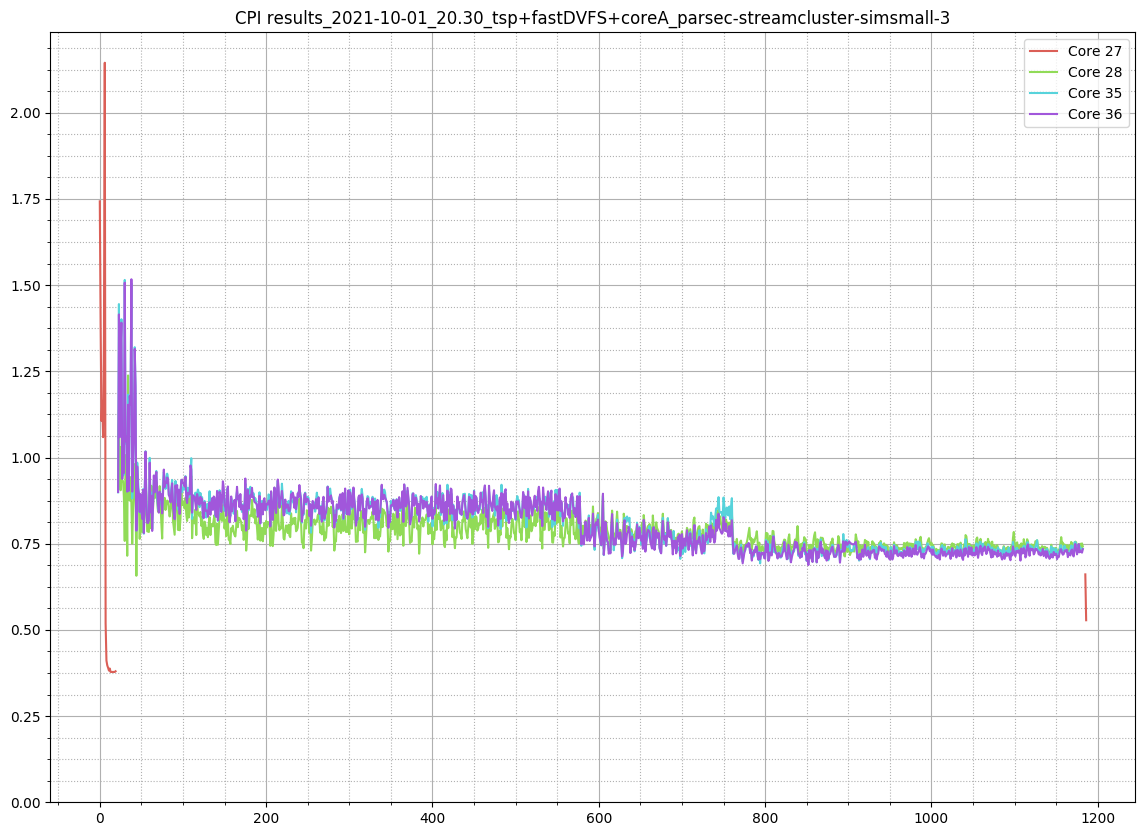 CPI results_2021-10-01_20.30_tsp+fastDVFS+coreA_parsec-streamcluster-simsmall-3
Core 27
Core 28
Core 35
Core 36
2.00
1.75
1.50
1.25
1.00
0.75
0.50
0.25
0.00
0 200 400 600 800 1000 1200